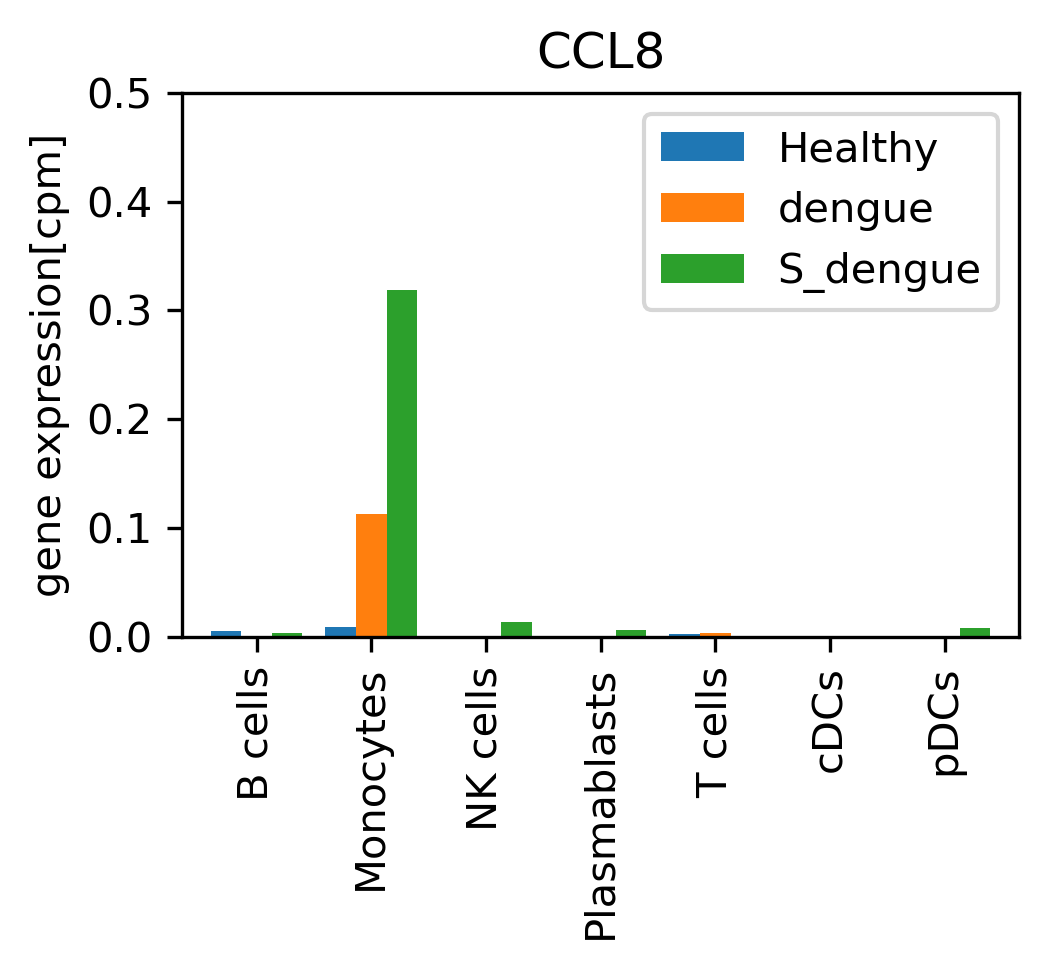 CCL8
gene expression[cpm]
0.5
0.4
0.3
0.2
0.1
0.0
Healthy
dengue
S_dengue
B cells
Monocytes
NK cells
Plasmablasts
T cells
cDCs
pDCs